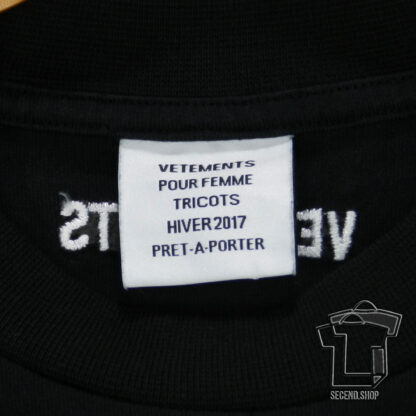 VETEMENTS
POUR FEMME
TRICOTS
HIVER 2017
PRET-A-PORTER
SEGEND.SHOP